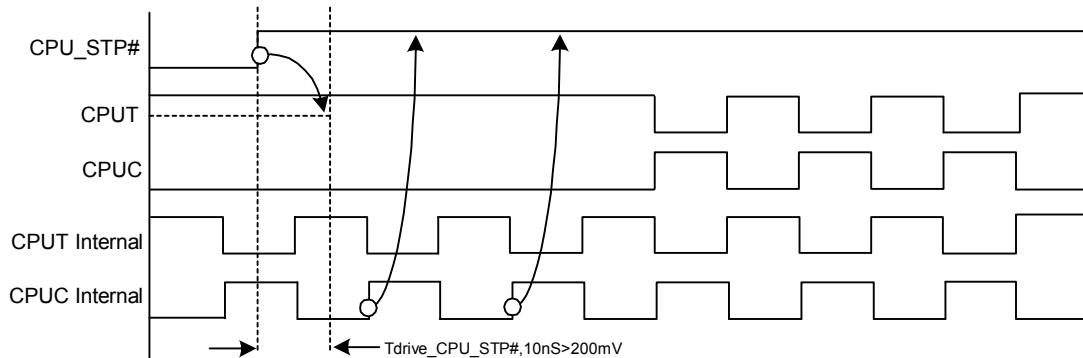 CPU_STP#
CPUT
CPUC
CPUT Internal
CPUC Internal
Tdrive_CPU_STP#,10nS>200mV